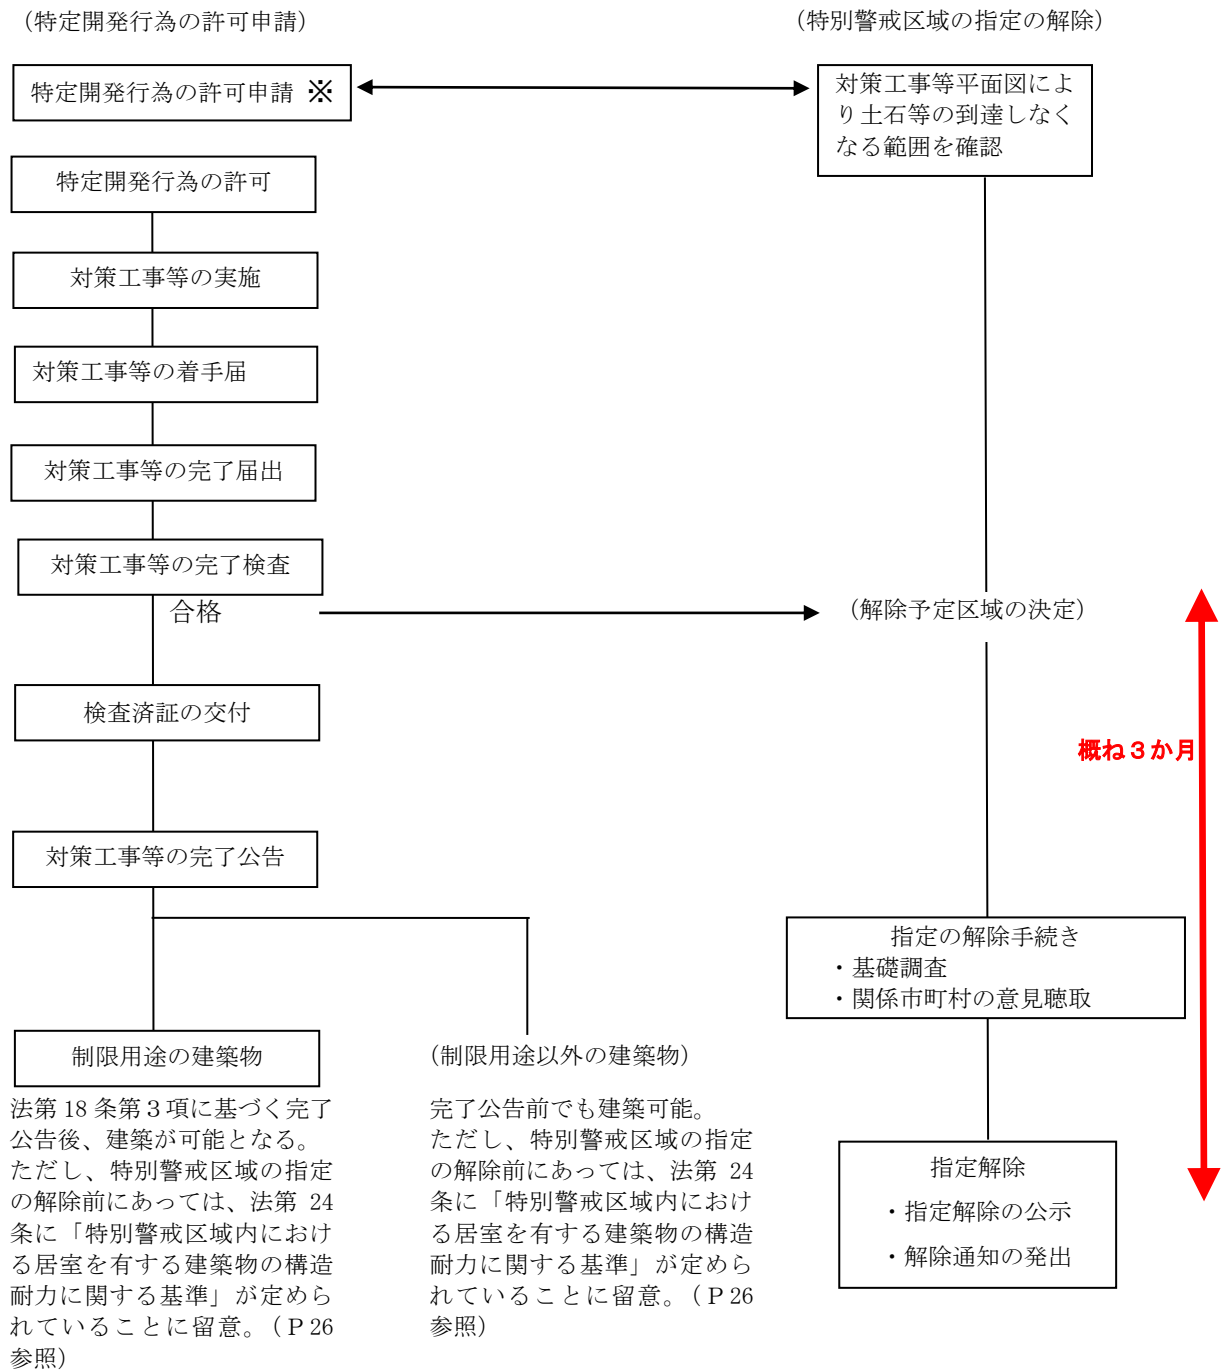 （特定開発行為の許可申請）
（特別警戒区域の指定の解除）
特定開発行為の許可申請 ※
対策工事等平面図によ
り土石等の到達しなく
なる範囲を確認
特定開発行為の許可
対策工事等の実施
対策工事等の着手届
対策工事等の完了届出
対策工事等の完了検査
合格
（解除予定区域の決定）
検査済証の交付
概ね３か月
対策工事等の完了公告
指定の解除手続き
・基礎調査
・関係市町村の意見聴取
制限用途の建築物
法第 18 条第３項に基づく完了
公告後、建築が可能となる。
ただし、特別警戒区域の指定
の解除前にあっては、法第 24
条に「特別警戒区域内におけ
る居室を有する建築物の構造
耐力に関する基準」が定めら
れていることに留意。（Ｐ26
参照）
（制限用途以外の建築物）
完了公告前でも建築可能。
ただし、特別警戒区域の指定
の解除前にあっては、法第 24
条に「特別警戒区域内におけ
る居室を有する建築物の構造
耐力に関する基準」が定めら
れていることに留意。（Ｐ26
参照）
指定解除
・指定解除の公示
・解除通知の発出